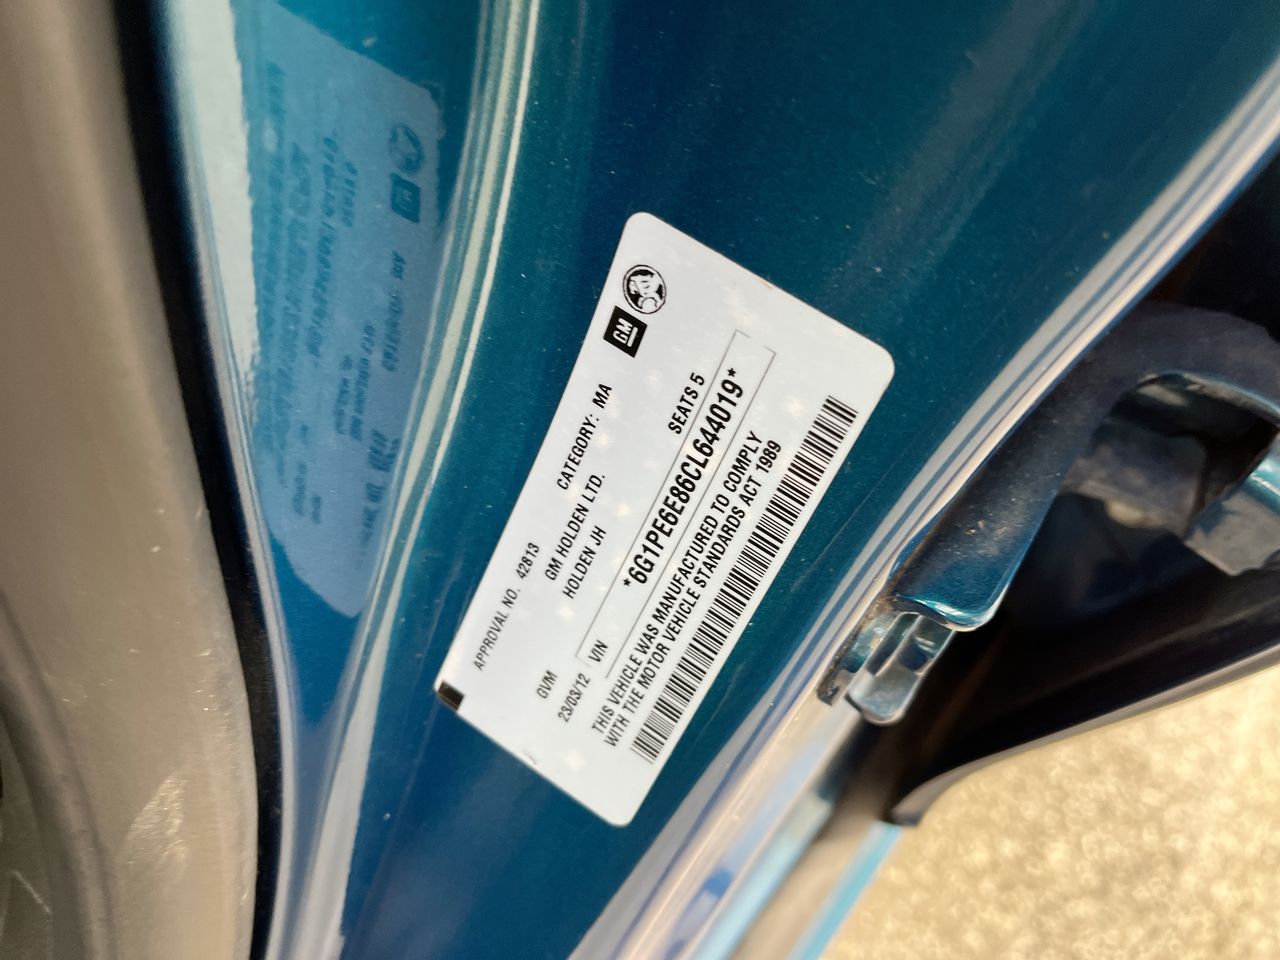 GM
APPROVAL NO. 42813 CATEGORY: MA
GM HOLDEN LTD.
HOLDEN JH
GVM SEATS 5
23/03/12 VIN *6G1PE6E86CL644019*
THIS VEHICLE WAS MANUFACTURED TO COMPLY
WITH THE MOTOR VEHICLE STANDARDS ACT 1989